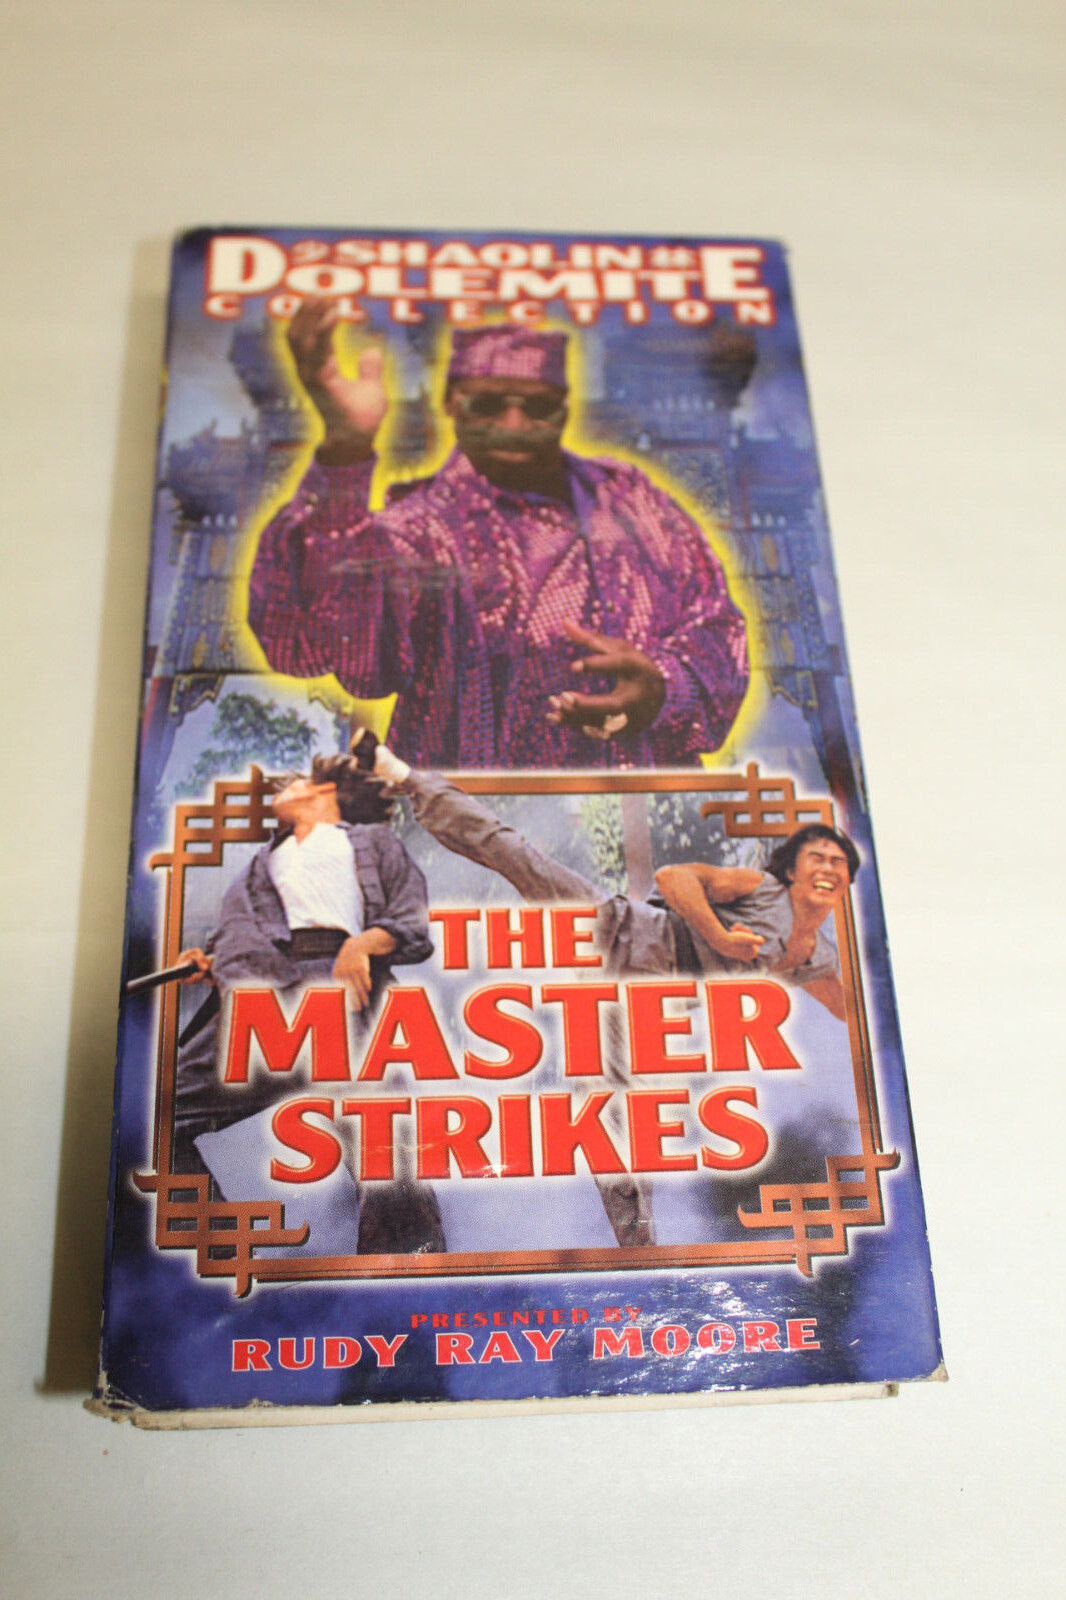 SHAOLIN
DOLEMITE
COLLECTION
THE
MASTER
STRIKES
PRESENTED BY
RUDY RAY MOORE